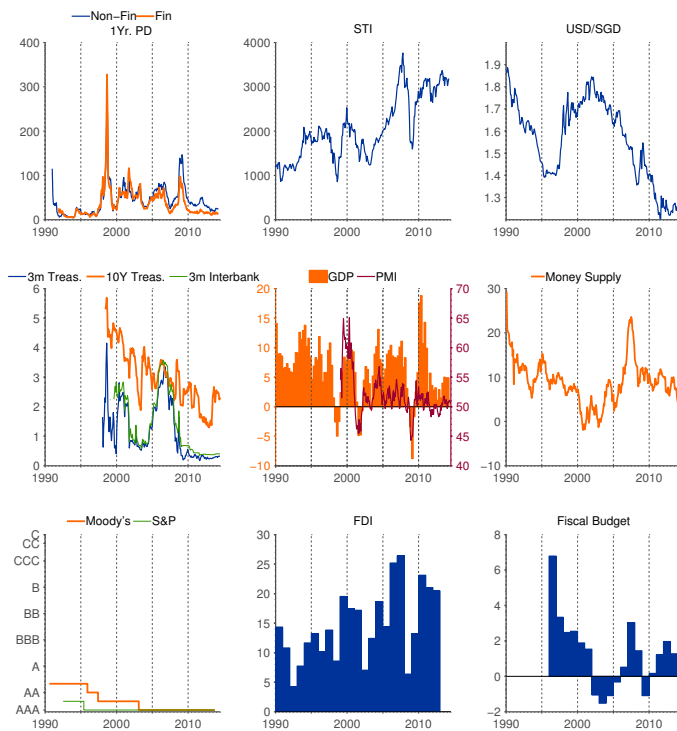 Non−Fin Fin
1Yr. PD
STI
USD/SGD
400
300
200
100
0
1990 2000 2010
4000
3000
2000
1000
0
1990 2000 2010
1.9
1.8
1.7
1.6
1.5
1.4
1.3
1990 2000 2010
3m Treas. 10Y Treas. 3m Interbank
GDP PMI
Money Supply
6
5
4
3
2
1
0
1990 2000 2010
20
15
10
5
0
−5
−10
70
65
60
55
50
45
40
1990 2000 2010
30
20
10
0
−10
1990 2000 2010
Moody's S&P
FDI
Fiscal Budget
C
CC
CCC
B
BB
BBB
A
AA
AAA
1990 2000 2010
30
25
20
15
10
5
0
1990 2000 2010
8
6
4
2
0
−2
1990 2000 2010